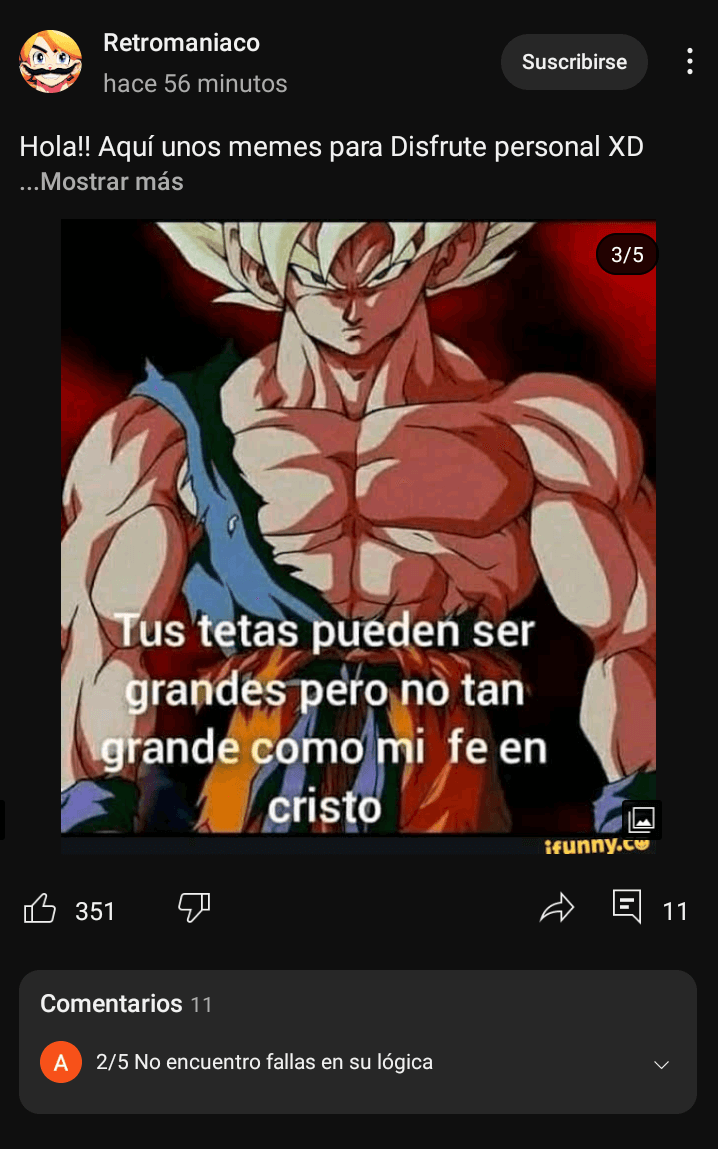 Retromaniaco
hace 56 minutos
Suscribirse
Hola!! Aquí unos memes para Disfrute personal XD
...Mostrar más
3/5
Tus tetas pueden ser
grandes pero no tan
grande como mi fe en
cristo
ifunny.co
351
11
Comentarios 11
A
2/5 No encuentro fallas en su lógica